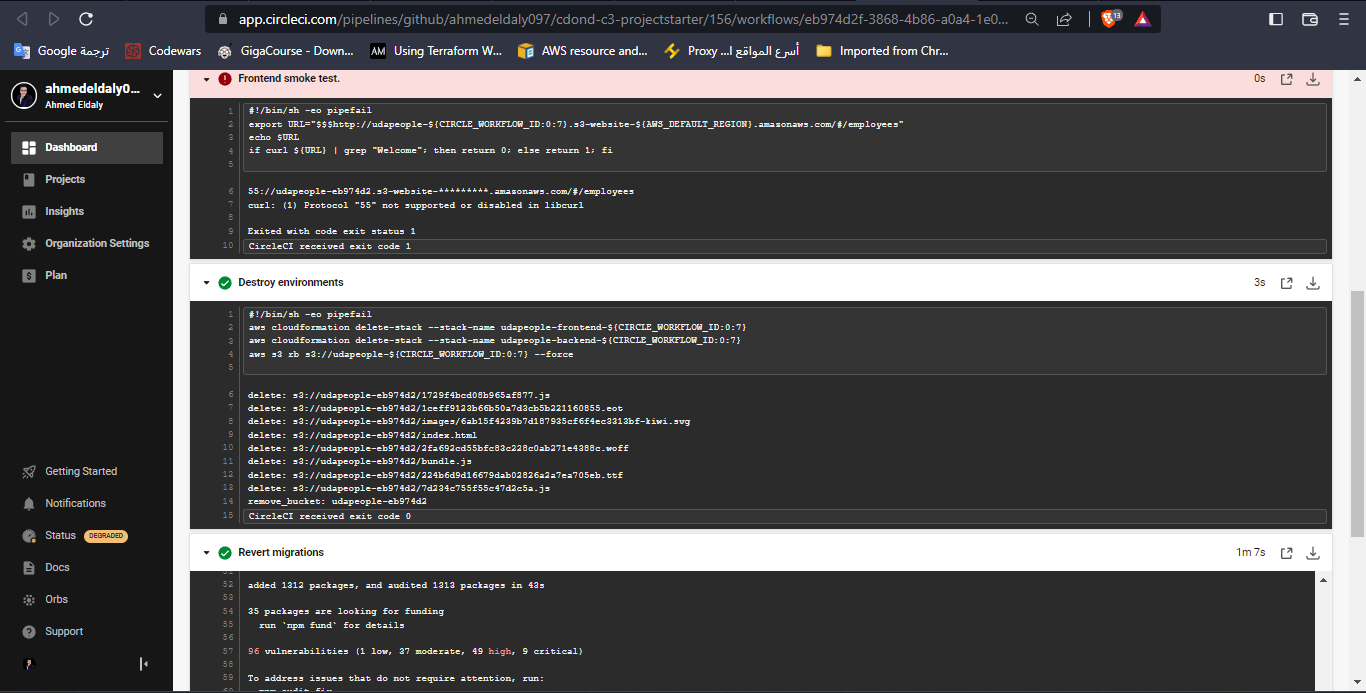 app.circleci.com/pipelines/github/ahmedeldaly097/cdond-c3-projectstarter/156/workflows/eb974d2f-3868-4b86-a0a4-1e0...
13
ترجمة Google
Codewars
GigaCourse - Down...
AM Using Terraform W...
AWS resource and...
أسرع المواقع ا... Proxy
Imported from Chr...
ahmedeldaly0...
Ahmed Eldaly
Dashboard
Projects
Insights
Organization Settings
Plan
Getting Started
Notifications
Status DEGRADED
Docs
Orbs
Support
Frontend smoke test.
0s
1 #!/bin/sh -eo pipefail
2 export URL="$$$http://udapeople-${CIRCLE_WORKFLOW_ID:0:7}.s3-website-${AWS_DEFAULT_REGION}.amazonaws.com/#/employees"
3 echo $URL
4 if curl ${URL} | grep "Welcome"; then return 0; else return 1; fi
5
6 55://udapeople-eb974d2.s3-website-*********.amazonaws.com/#/employees
7 curl: (1) Protocol "55" not supported or disabled in libcurl
8
9 Exited with code exit status 1
10 CircleCI received exit code 1
Destroy environments
3s
1 #!/bin/sh -eo pipefail
2 aws cloudformation delete-stack --stack-name udapeople-frontend-${CIRCLE_WORKFLOW_ID:0:7}
3 aws cloudformation delete-stack --stack-name udapeople-backend-${CIRCLE_WORKFLOW_ID:0:7}
4 aws s3 rb s3://udapeople-${CIRCLE_WORKFLOW_ID:0:7} --force
5
6 delete: s3://udapeople-eb974d2/1729f4bcd08b965af877.js
7 delete: s3://udapeople-eb974d2/1ceff9123b66b50a7d3cb5b221160855.eot
8 delete: s3://udapeople-eb974d2/images/6ab15f4239b7d187935cf6f4ec3313bf-kiwi.svg
9 delete: s3://udapeople-eb974d2/index.html
10 delete: s3://udapeople-eb974d2/2fa692cd55bfc83c228c0ab271e4388c.woff
11 delete: s3://udapeople-eb974d2/bundle.js
12 delete: s3://udapeople-eb974d2/224b6d9d16679dab02826a2a7ea705eb.ttf
13 delete: s3://udapeople-eb974d2/7d234c755f55c47d2c5a.js
14 remove_bucket: udapeople-eb974d2
15 CircleCI received exit code 0
Revert migrations
1m 7s
51
52 added 1312 packages, and audited 1313 packages in 43s
53
54 35 packages are looking for funding
55 run `npm fund` for details
56
57 96 vulnerabilities (1 low, 37 moderate, 49 high, 9 critical)
58
59 To address issues that do not require attention, run:
60 npm audit fix